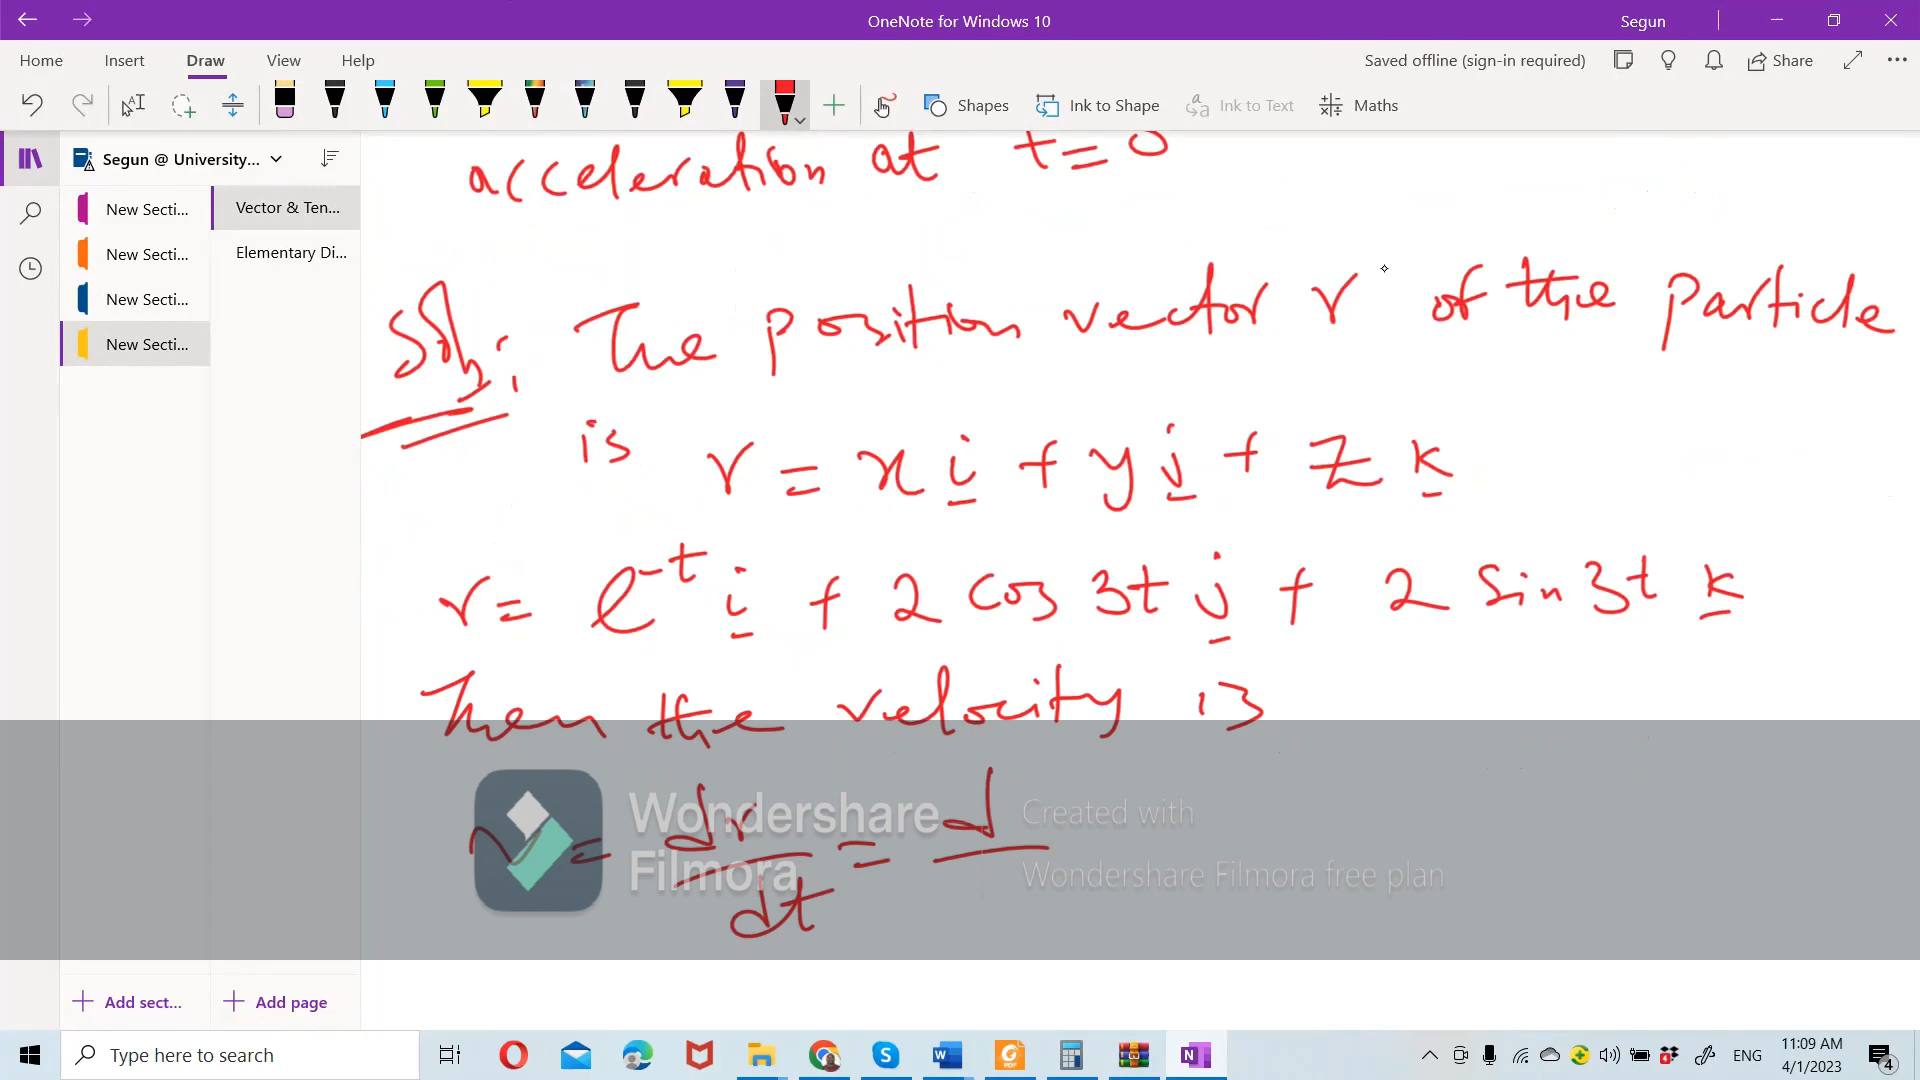 OneNote for Windows 10
Segun
Home Insert Draw View Help
Saved offline (sign-in required)
Share
Shapes
Ink to Shape
Ink to Text
Maths
Segun @ University...
New Secti...
New Secti...
New Secti...
New Secti...
Vector & Ten...
Elementary Di...
acceleration at t = 0
Soln: The position vector r of the particle
is r = x i + y j + z k
r = e^-t i + 2 cos 3t j + 2 sin 3t k
Then the velocity is
v = dr/dt = d
Wondershare
Filmora
Created with
Wondershare Filmora free plan
Add sect...
Add page
Type here to search
ENG
11:09 AM
4/1/2023
4